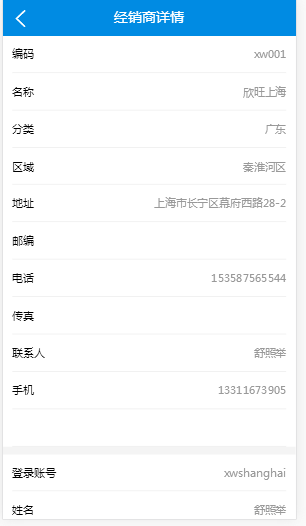 经销商详情
编码 xw001
名称 欣旺上海
分类 广东
区域 秦淮河区
地址 上海市长宁区幕府西路28-2
邮编
电话 153587565544
传真
联系人 舒照举
手机 13311673905
登录账号 xwshanghai
姓名 舒照举